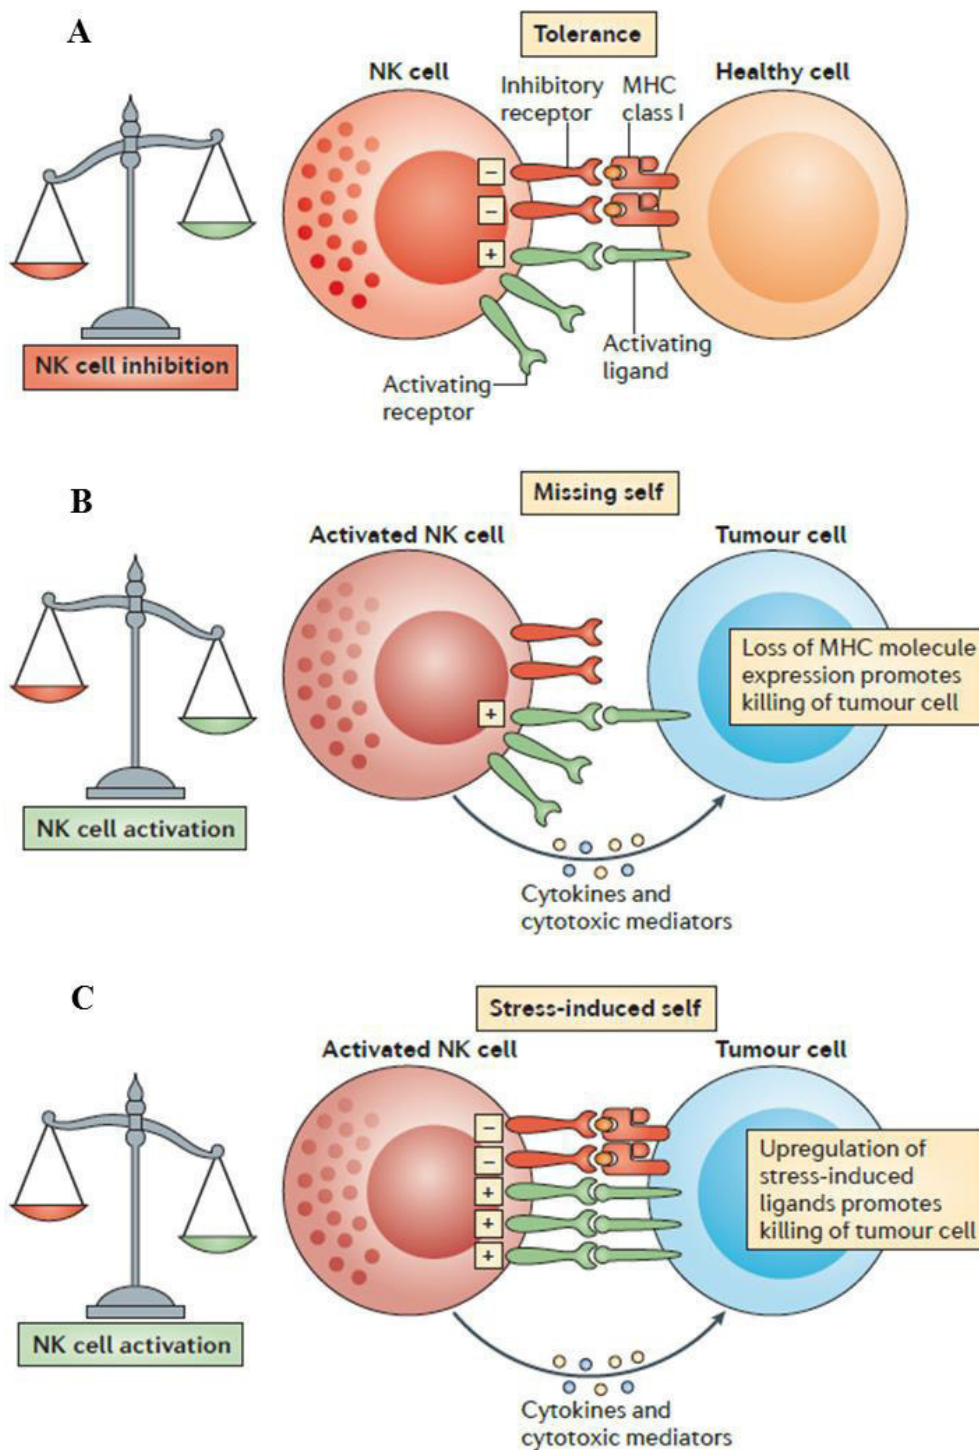 A
Tolerance
NK cell
Healthy cell
Inhibitory
receptor
MHC
class I
−
−
+
NK cell inhibition
Activating
receptor
Activating
ligand
B
Missing self
Activated NK cell
Tumour cell
Loss of MHC molecule
expression promotes
killing of tumour cell
+
NK cell activation
Cytokines and
cytotoxic mediators
C
Stress-induced self
Activated NK cell
Tumour cell
−
−
+
+
+
Upregulation of
stress-induced
ligands promotes
killing of tumour cell
NK cell activation
Cytokines and
cytotoxic mediators